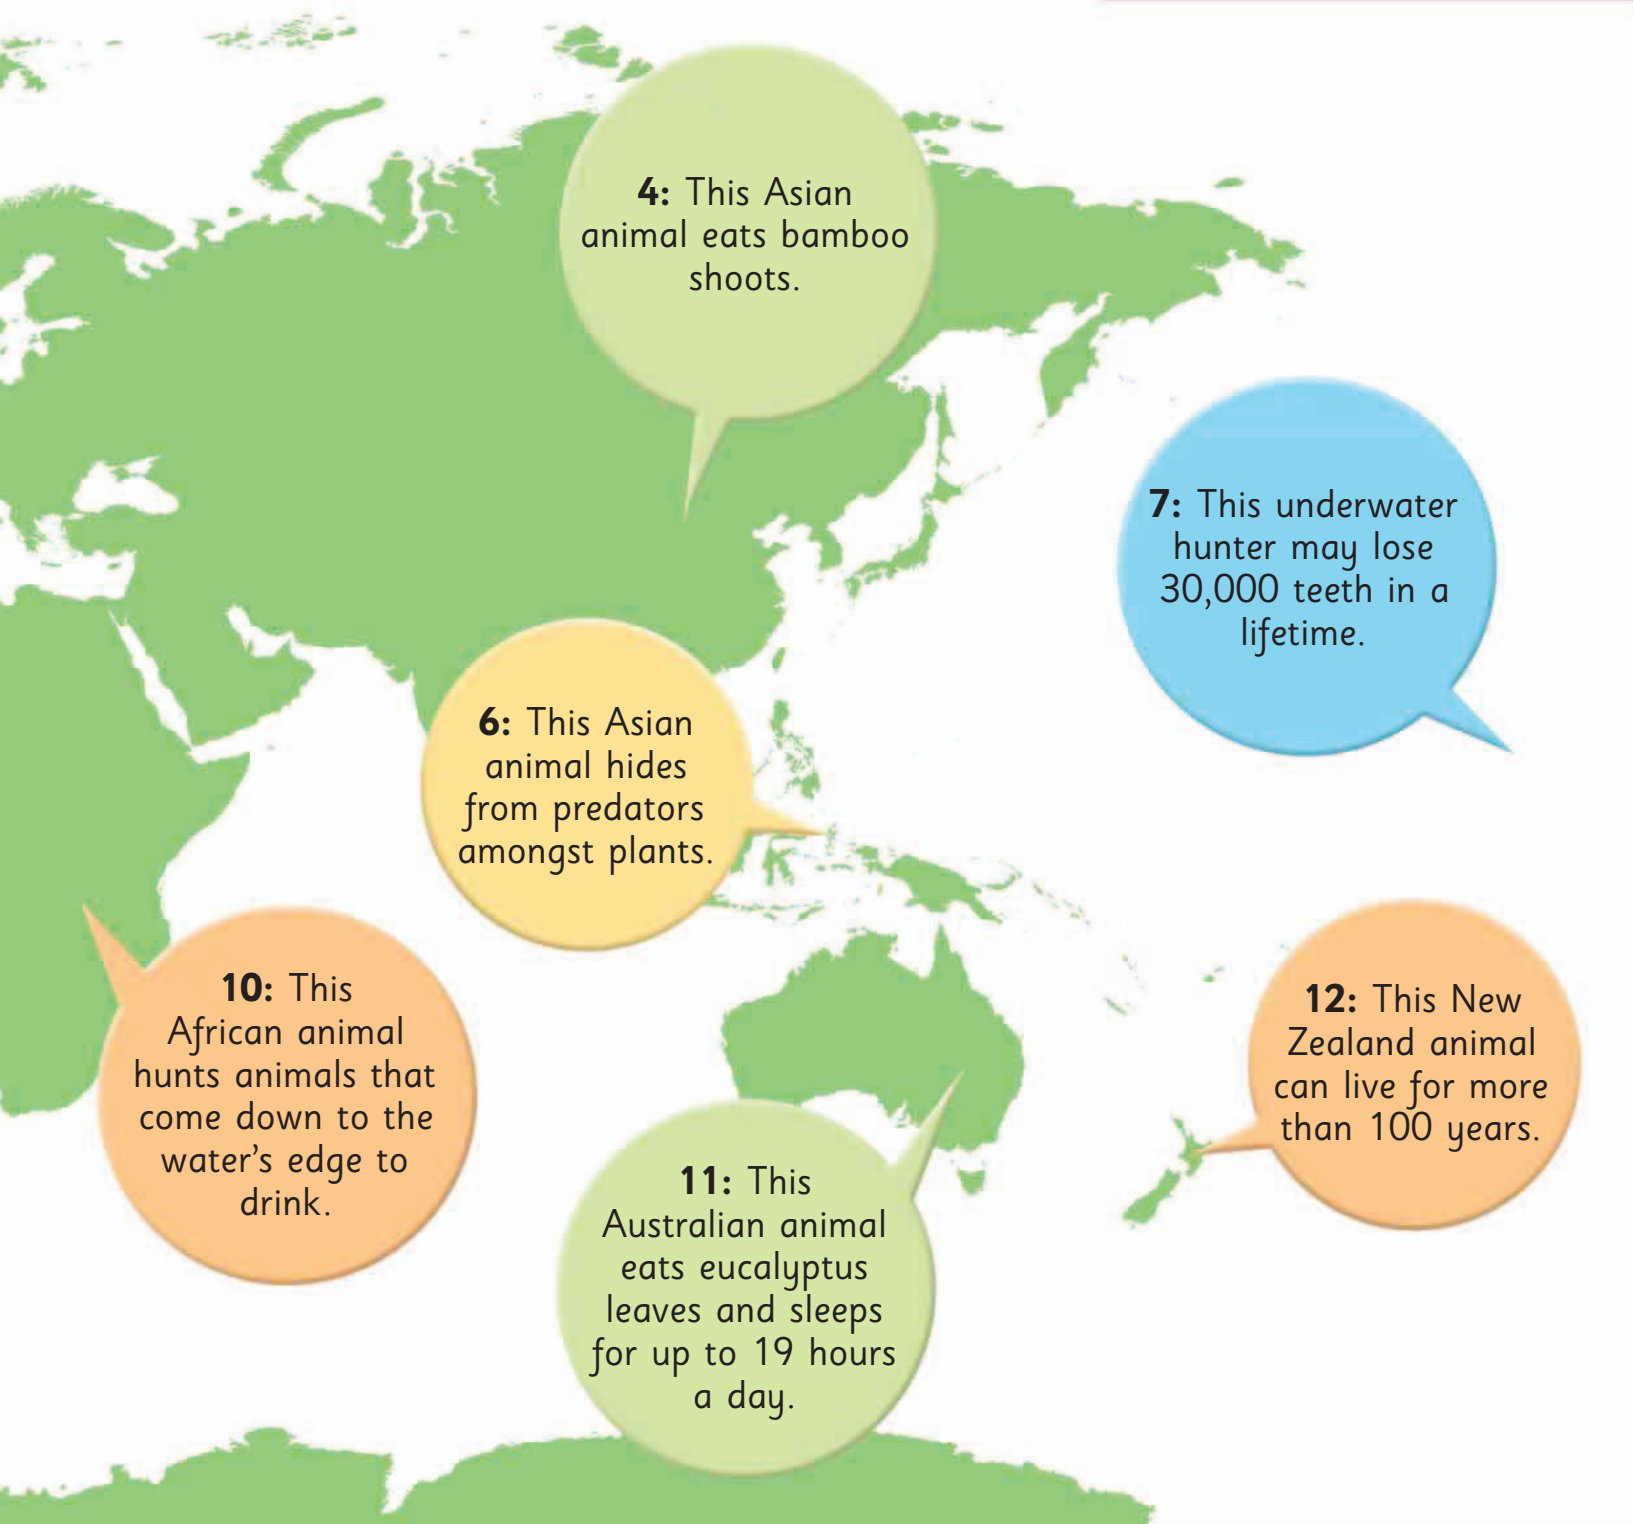 4: This Asian
animal eats bamboo
shoots.
7: This underwater
hunter may lose
30,000 teeth in a
lifetime.
6: This Asian
animal hides
from predators
amongst plants.
10: This
African animal
hunts animals that
come down to the
water's edge to
drink.
12: This New
Zealand animal
can live for more
than 100 years.
11: This
Australian animal
eats eucalyptus
leaves and sleeps
for up to 19 hours
a day.